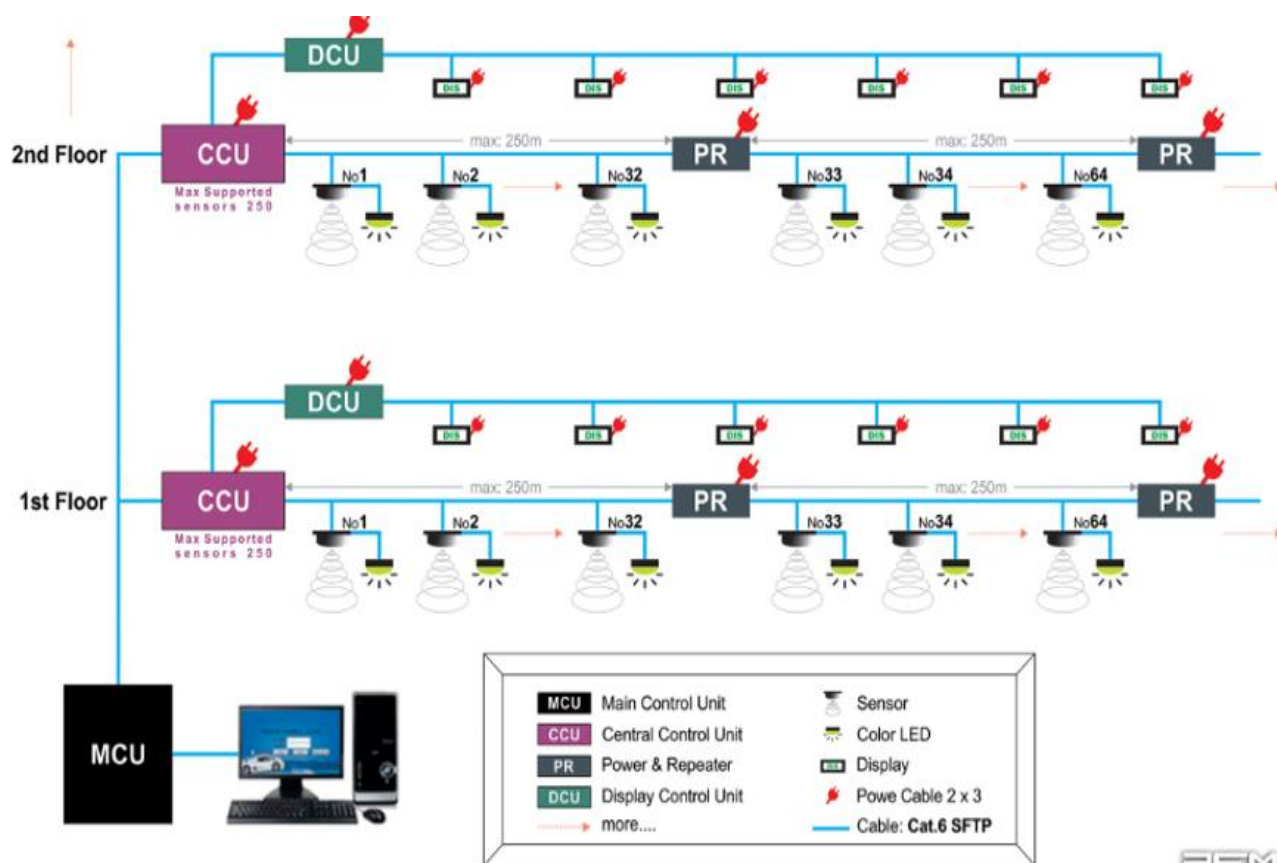 DCU
DIS DIS DIS DIS DIS DIS
2nd Floor
CCU
max: 250m
PR
max: 250m
PR
Max Supported
sensors 250
No1
No2
No32
No33
No34
No64
DCU
DIS DIS DIS DIS DIS DIS
1st Floor
CCU
max: 250m
PR
max: 250m
PR
Max Supported
sensors 250
No1
No2
No32
No33
No34
No64
MCU
MCU Main Control Unit
CCU Central Control Unit
PR Power & Repeater
DCU Display Control Unit
more....
Sensor
Color LED
DIS Display
Powe Cable 2 x 3
Cable: Cat.6 SFTP